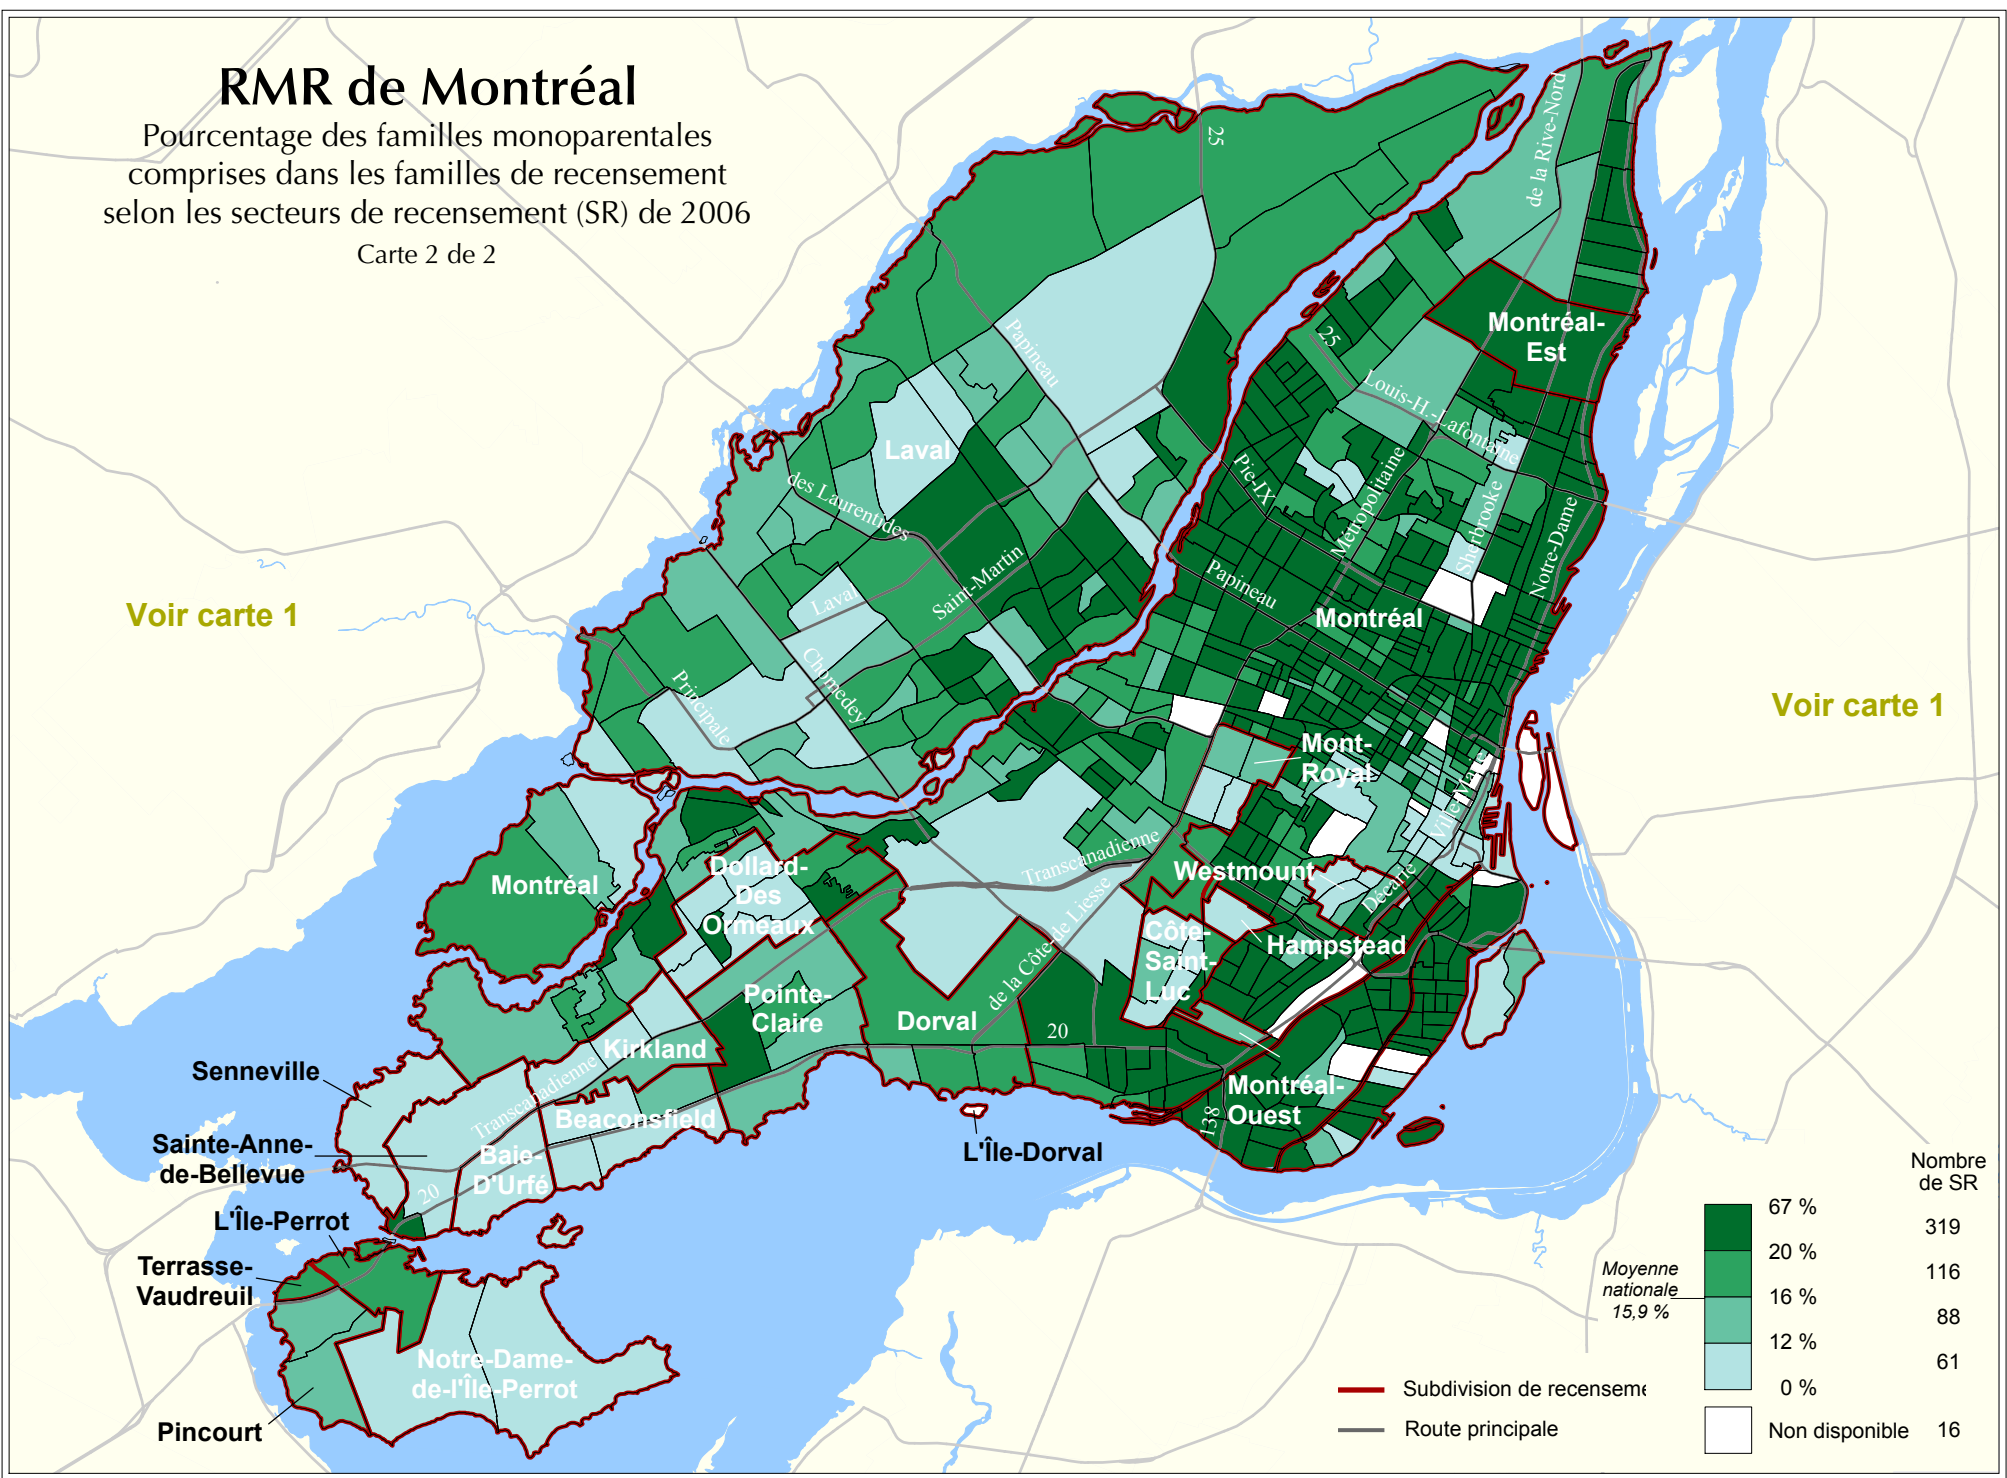 RMR de Montréal
Pourcentage des familles monoparentales
comprises dans les familles de recensement
selon les secteurs de recensement (SR) de 2006
Carte 2 de 2
25
de la Rive-Nord
Montréal-
Est
25
Papineau
Louis-H.-Lafontaine
Laval
des Laurentides
Pie-IX
Métropolitaine
Sherbrooke
Notre-Dame
Saint-Martin
Papineau
Laval
Montréal
Voir carte 1
Chomedey
Principale
Voir carte 1
Mont-
Royal
Ville-Marie
Transcanadienne
Westmount
Décarie
Montréal
Dollard-
Des
Ormeaux
de la Côte-de Liesse
Côte-
Saint-
Luc
Hampstead
Pointe-
Claire
Dorval
20
Kirkland
Senneville
Transcanadienne
Beaconsfield
Montréal-
Ouest
138
Sainte-Anne-
de-Bellevue
Baie-
D'Urfé
L'Île-Dorval
20
L'Île-Perrot
Terrasse-
Vaudreuil
Notre-Dame-
de-l'Île-Perrot
Pincourt
Nombre
de SR
67 %
319
20 %
116
16 %
88
12 %
61
0 %
Moyenne
nationale
15,9 %
Subdivision de recenseme
Route principale
Non disponible 16